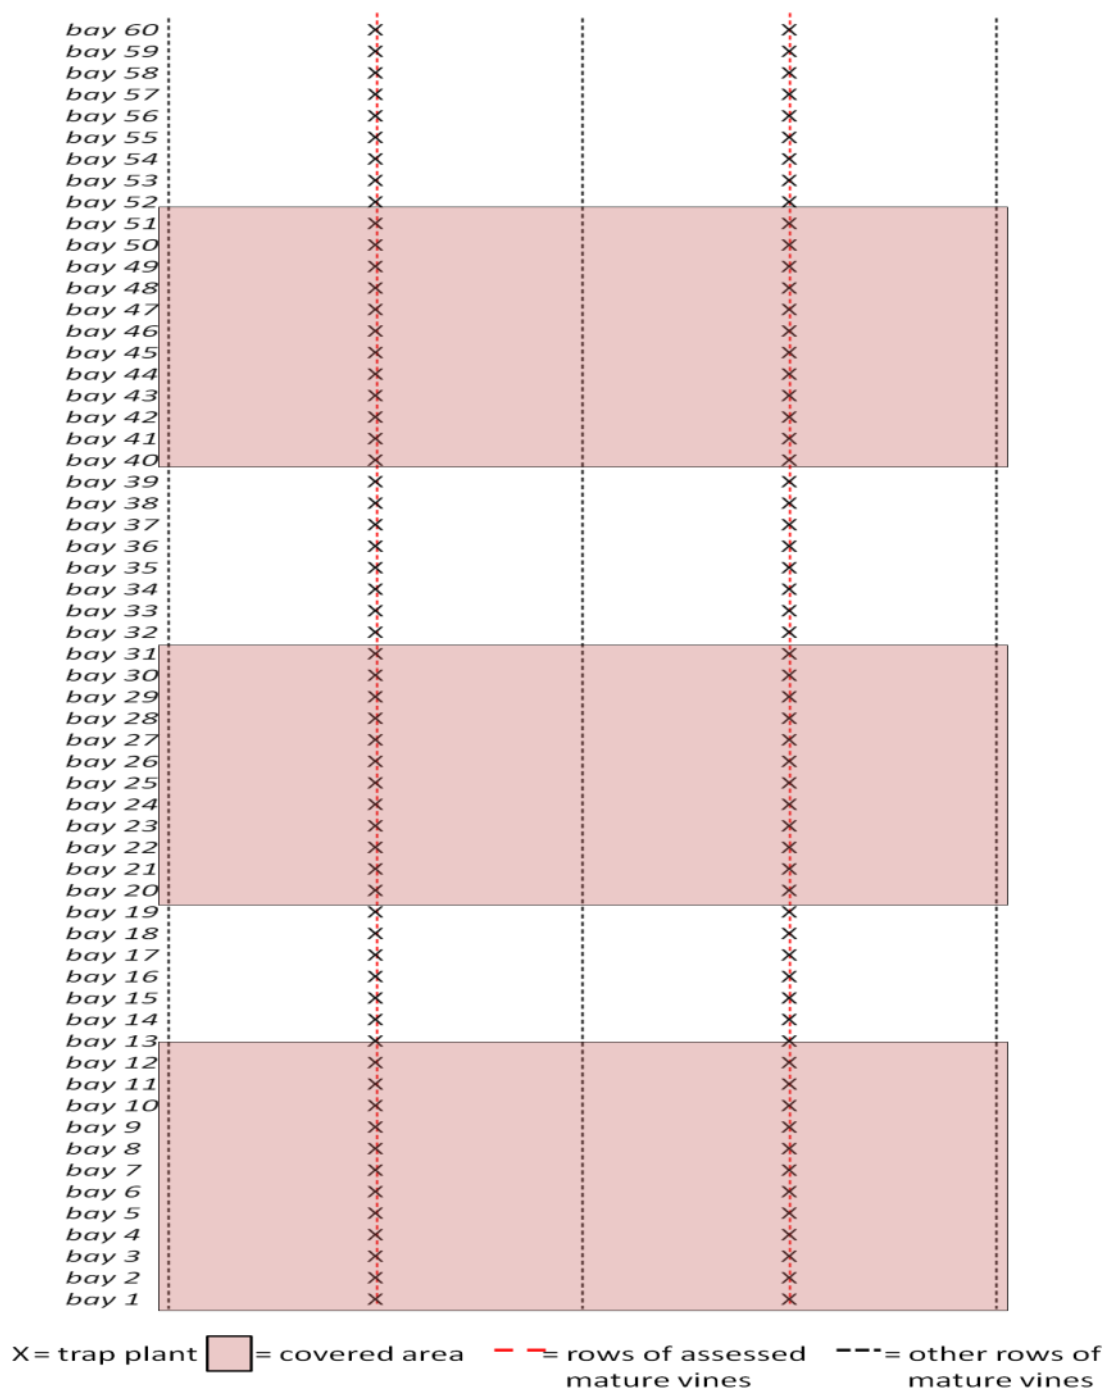 bay 60
bay 59
bay 58
bay 57
bay 56
bay 55
bay 54
bay 53
bay 52
bay 51
bay 50
bay 49
bay 48
bay 47
bay 46
bay 45
bay 44
bay 43
bay 42
bay 41
bay 40
bay 39
bay 38
bay 37
bay 36
bay 35
bay 34
bay 33
bay 32
bay 31
bay 30
bay 29
bay 28
bay 27
bay 26
bay 25
bay 24
bay 23
bay 22
bay 21
bay 20
bay 19
bay 18
bay 17
bay 16
bay 15
bay 14
bay 13
bay 12
bay 11
bay 10
bay 9
bay 8
bay 7
bay 6
bay 5
bay 4
bay 3
bay 2
bay 1
X = trap plant
= covered area
= rows of assessed
mature vines
= other rows of
mature vines